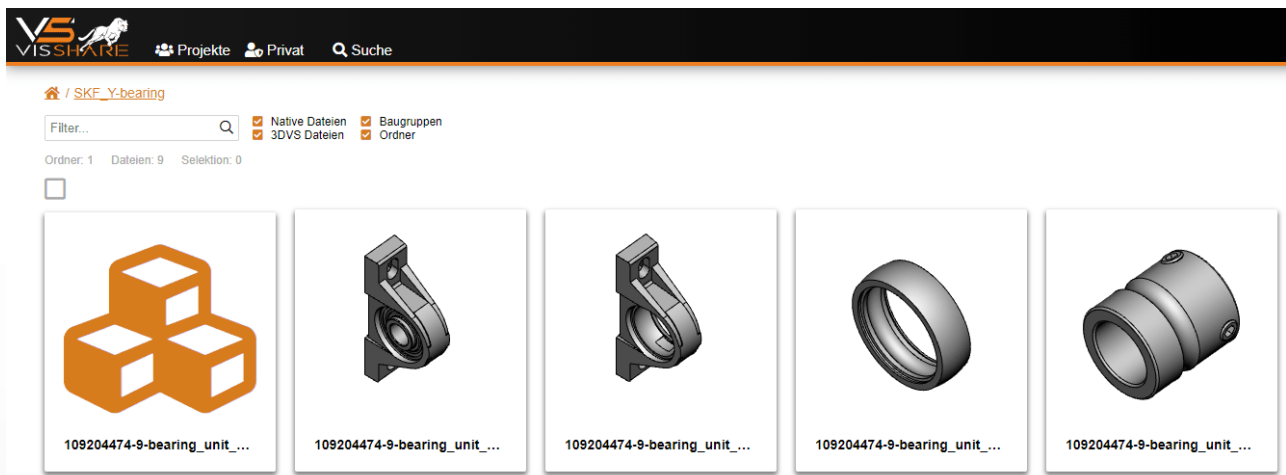 VS
VISSHARE
Projekte Privat Suche
/ SKF_Y-bearing
Filter...
Native Dateien Baugruppen
3DVS Dateien Ordner
Ordner: 1 Dateien: 9 Selektion: 0
109204474-9-bearing_unit_...
109204474-9-bearing_unit_...
109204474-9-bearing_unit_...
109204474-9-bearing_unit_...
109204474-9-bearing_unit_...